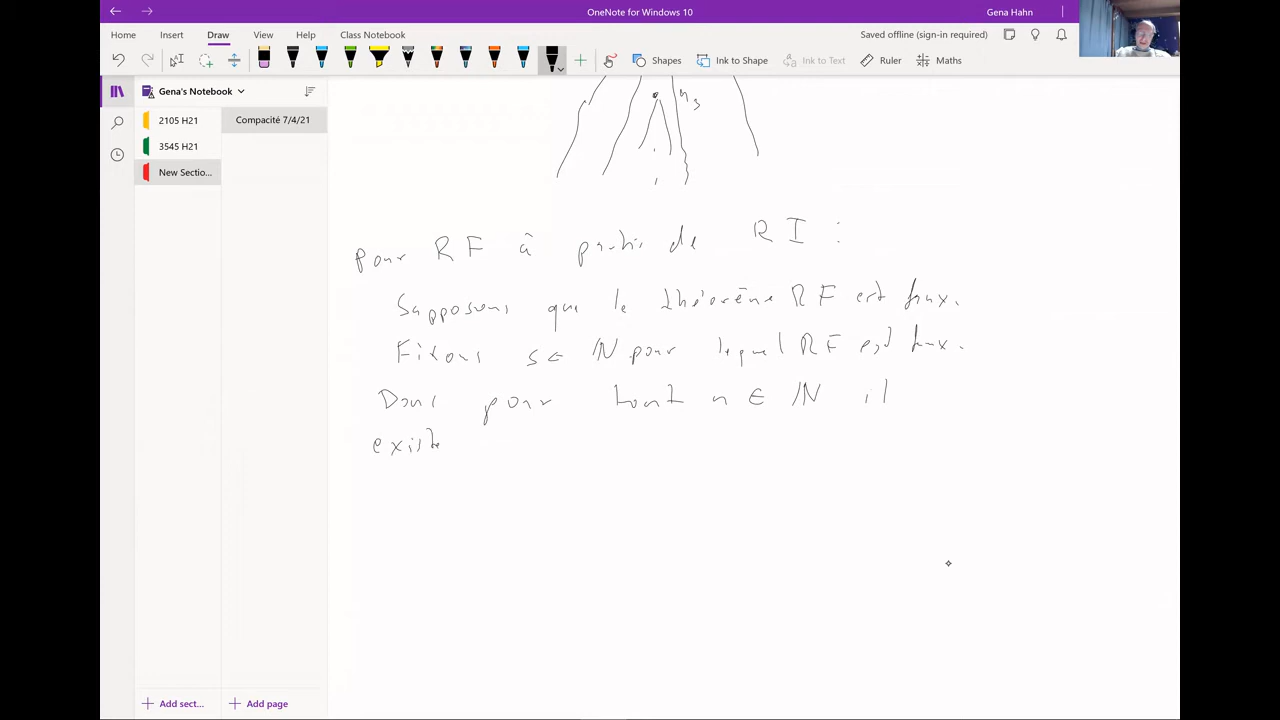 OneNote for Windows 10
Gena Hahn
Home Insert Draw View Help Class Notebook
Saved offline (sign-in required)
Shapes Ink to Shape Ink to Text Ruler Maths
Gena's Notebook
2105 H21
3545 H21
New Sectio...
Compacité 7/4/21
Add sect...
Add page
pour RF à partir de RI :
Supposons que le théorème RF est faux.
Fixons s ∈ IN pour lequel RF est faux.
Donc pour tout n ∈ IN il
existe